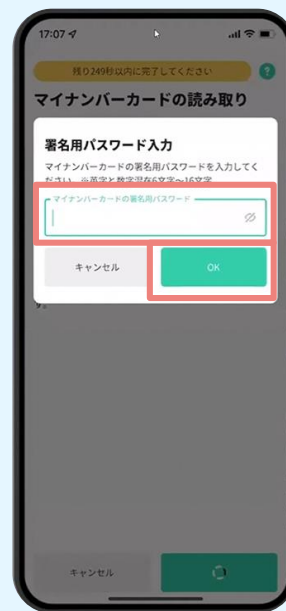 17:07
残り249秒以内に完了してください
?
マイナンバーカードの読み取り
署名用パスワード入力
マイナンバーカードの署名用パスワードを入力してく
ださい。※英字と数字混在6文字～16文字
マイナンバーカードの署名用パスワード
キャンセル
OK
す。
キャンセル